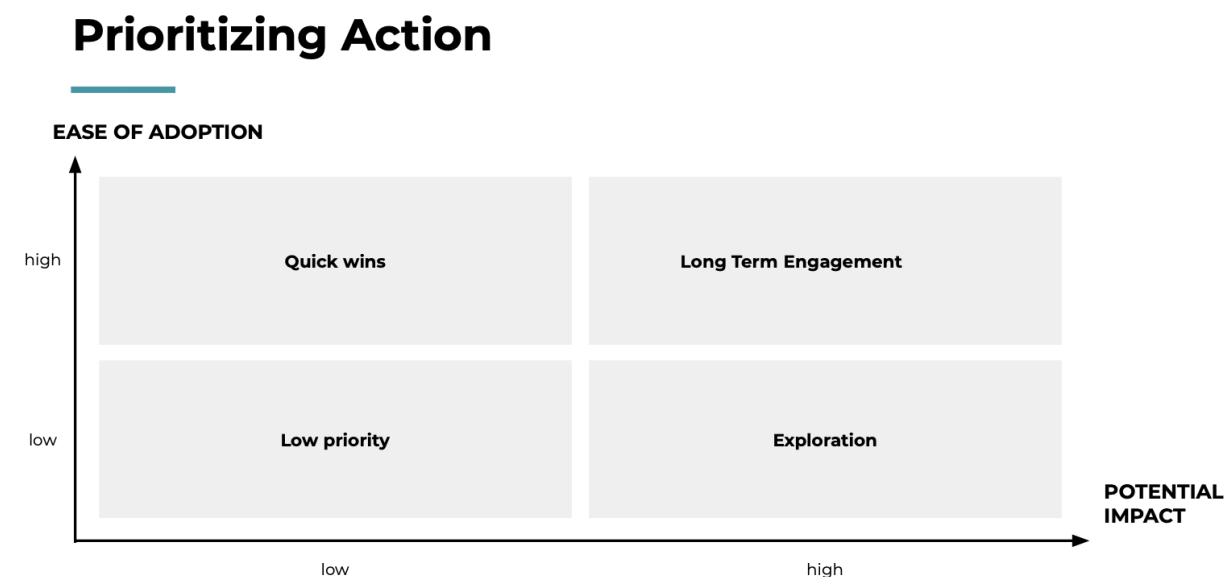 Prioritizing Action
EASE OF ADOPTION
high
Quick wins
Long Term Engagement
low
Low priority
Exploration
POTENTIAL
IMPACT
low
high